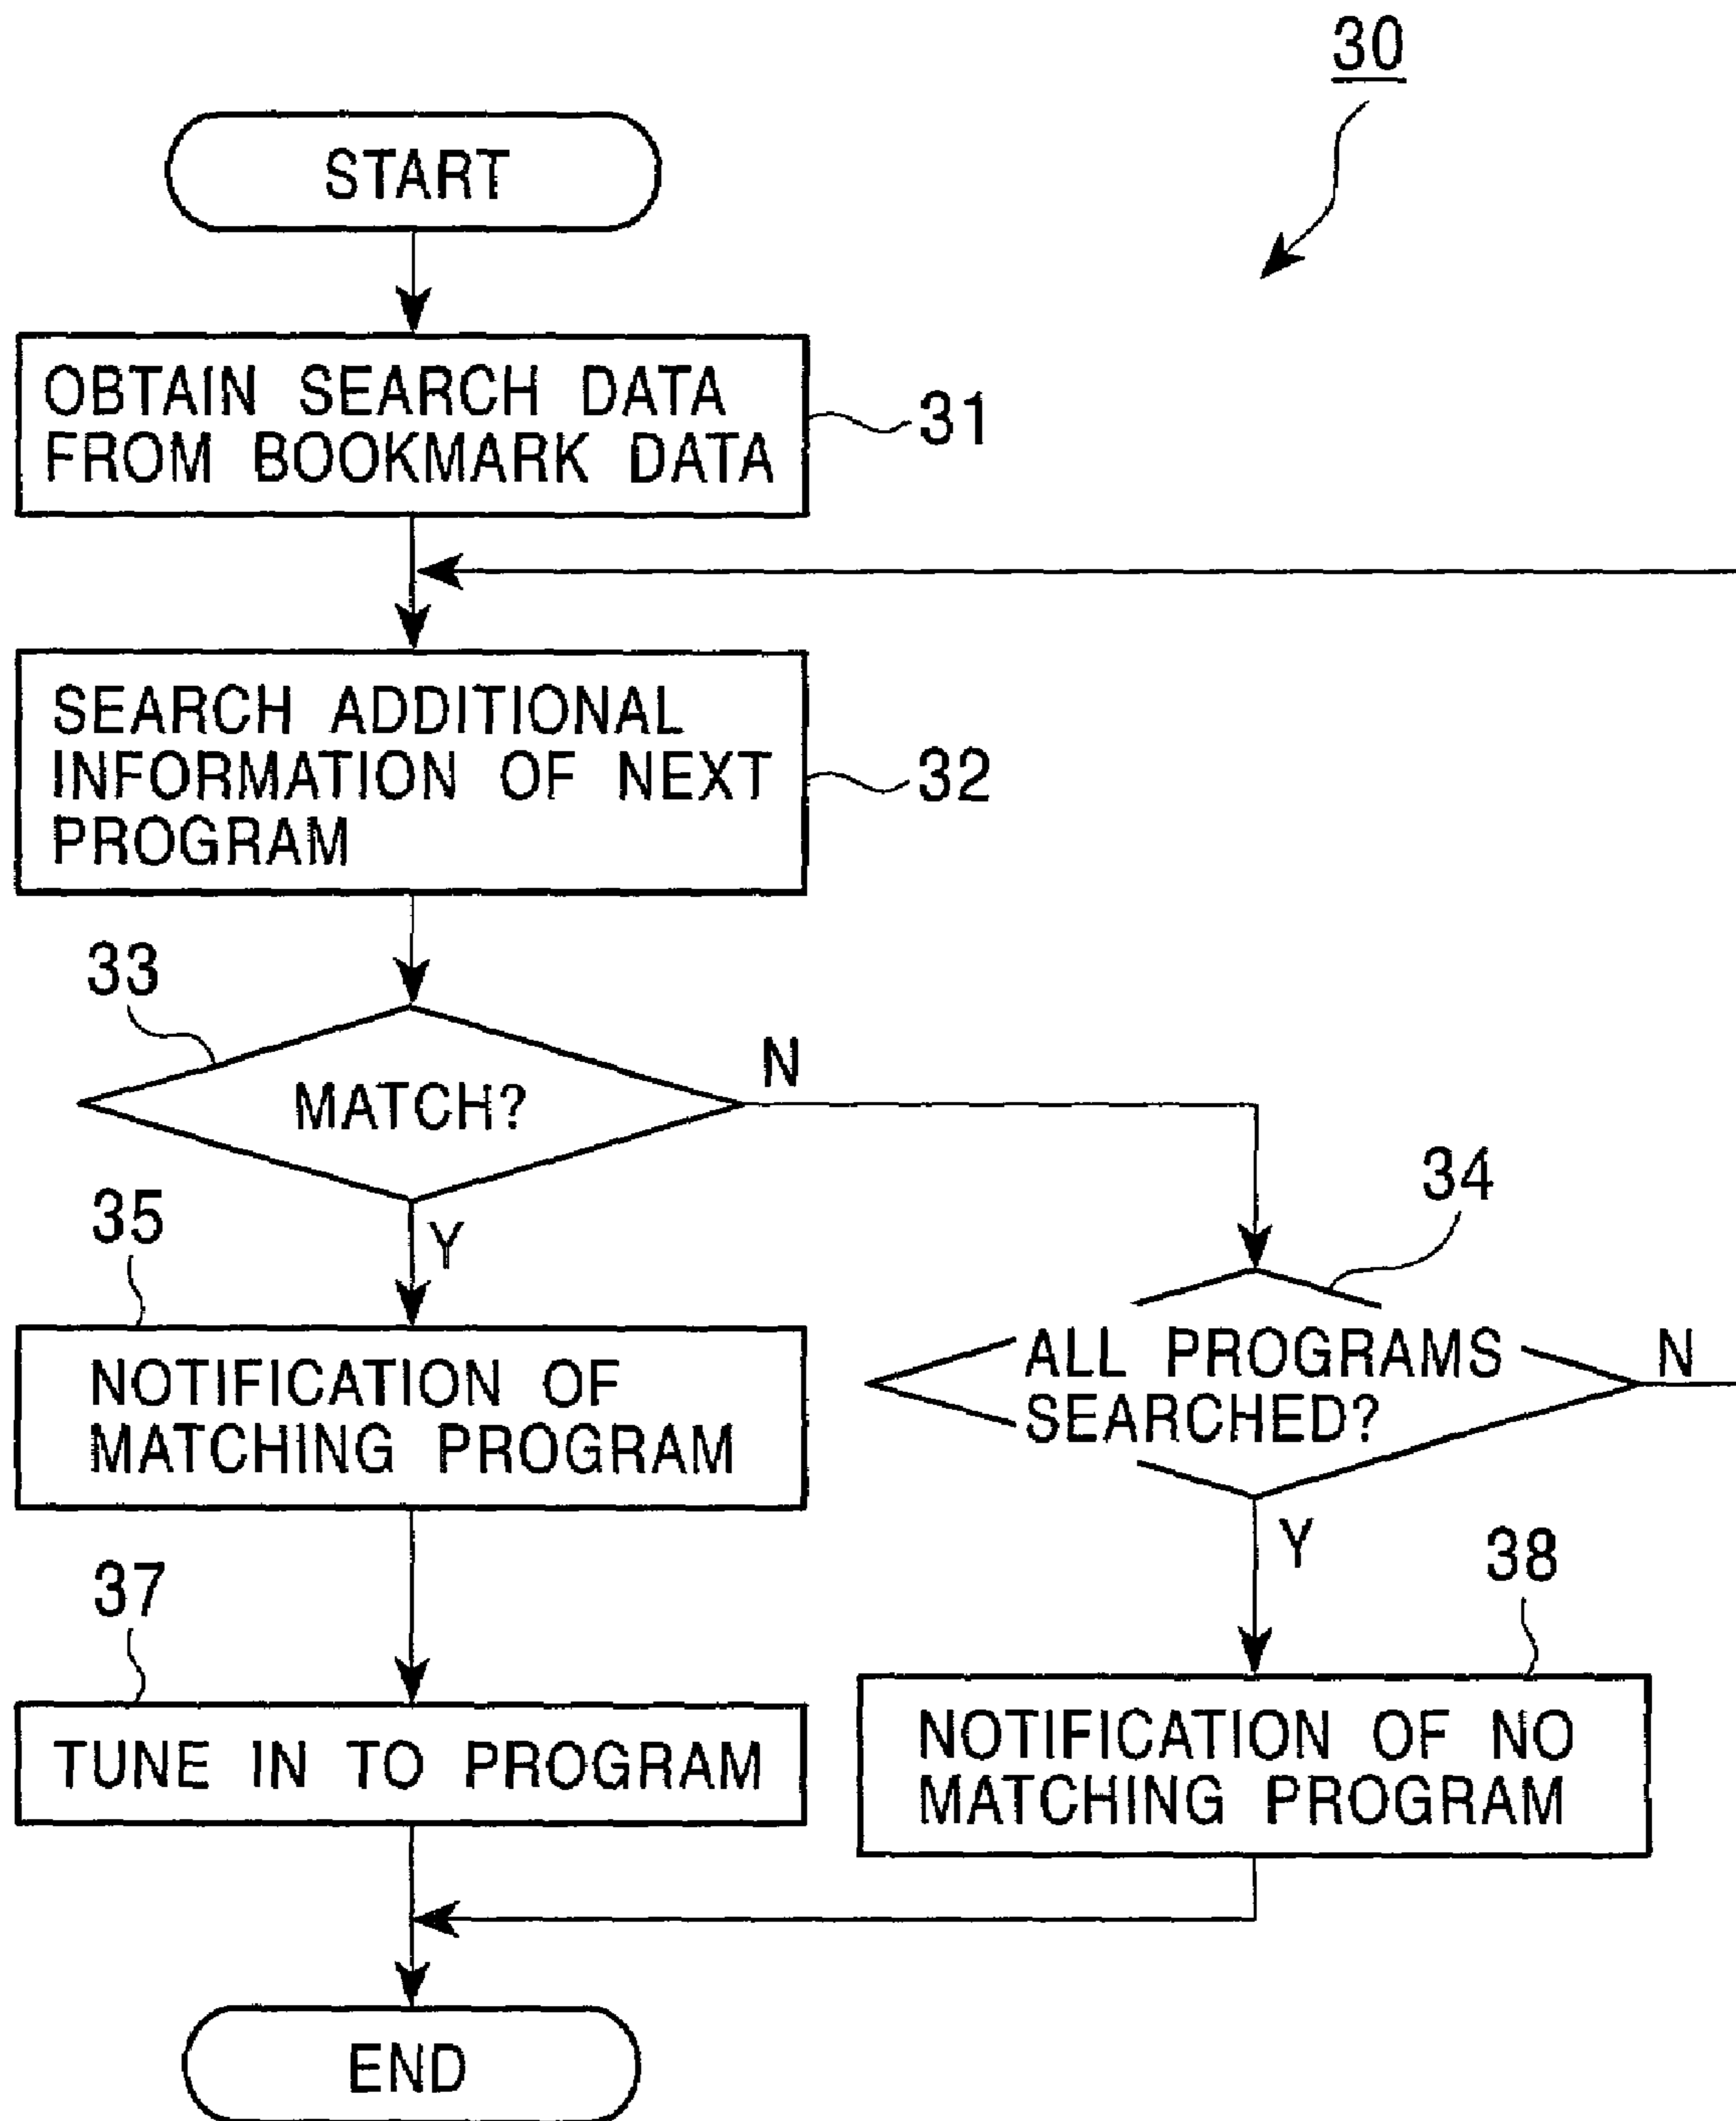 30
START
OBTAIN SEARCH DATA
FROM BOOKMARK DATA
31
SEARCH ADDITIONAL
INFORMATION OF NEXT
PROGRAM
32
33
MATCH?
N
Y
34
ALL PROGRAMS
SEARCHED?
N
Y
35
NOTIFICATION OF
MATCHING PROGRAM
37
TUNE IN TO PROGRAM
38
NOTIFICATION OF NO
MATCHING PROGRAM
END